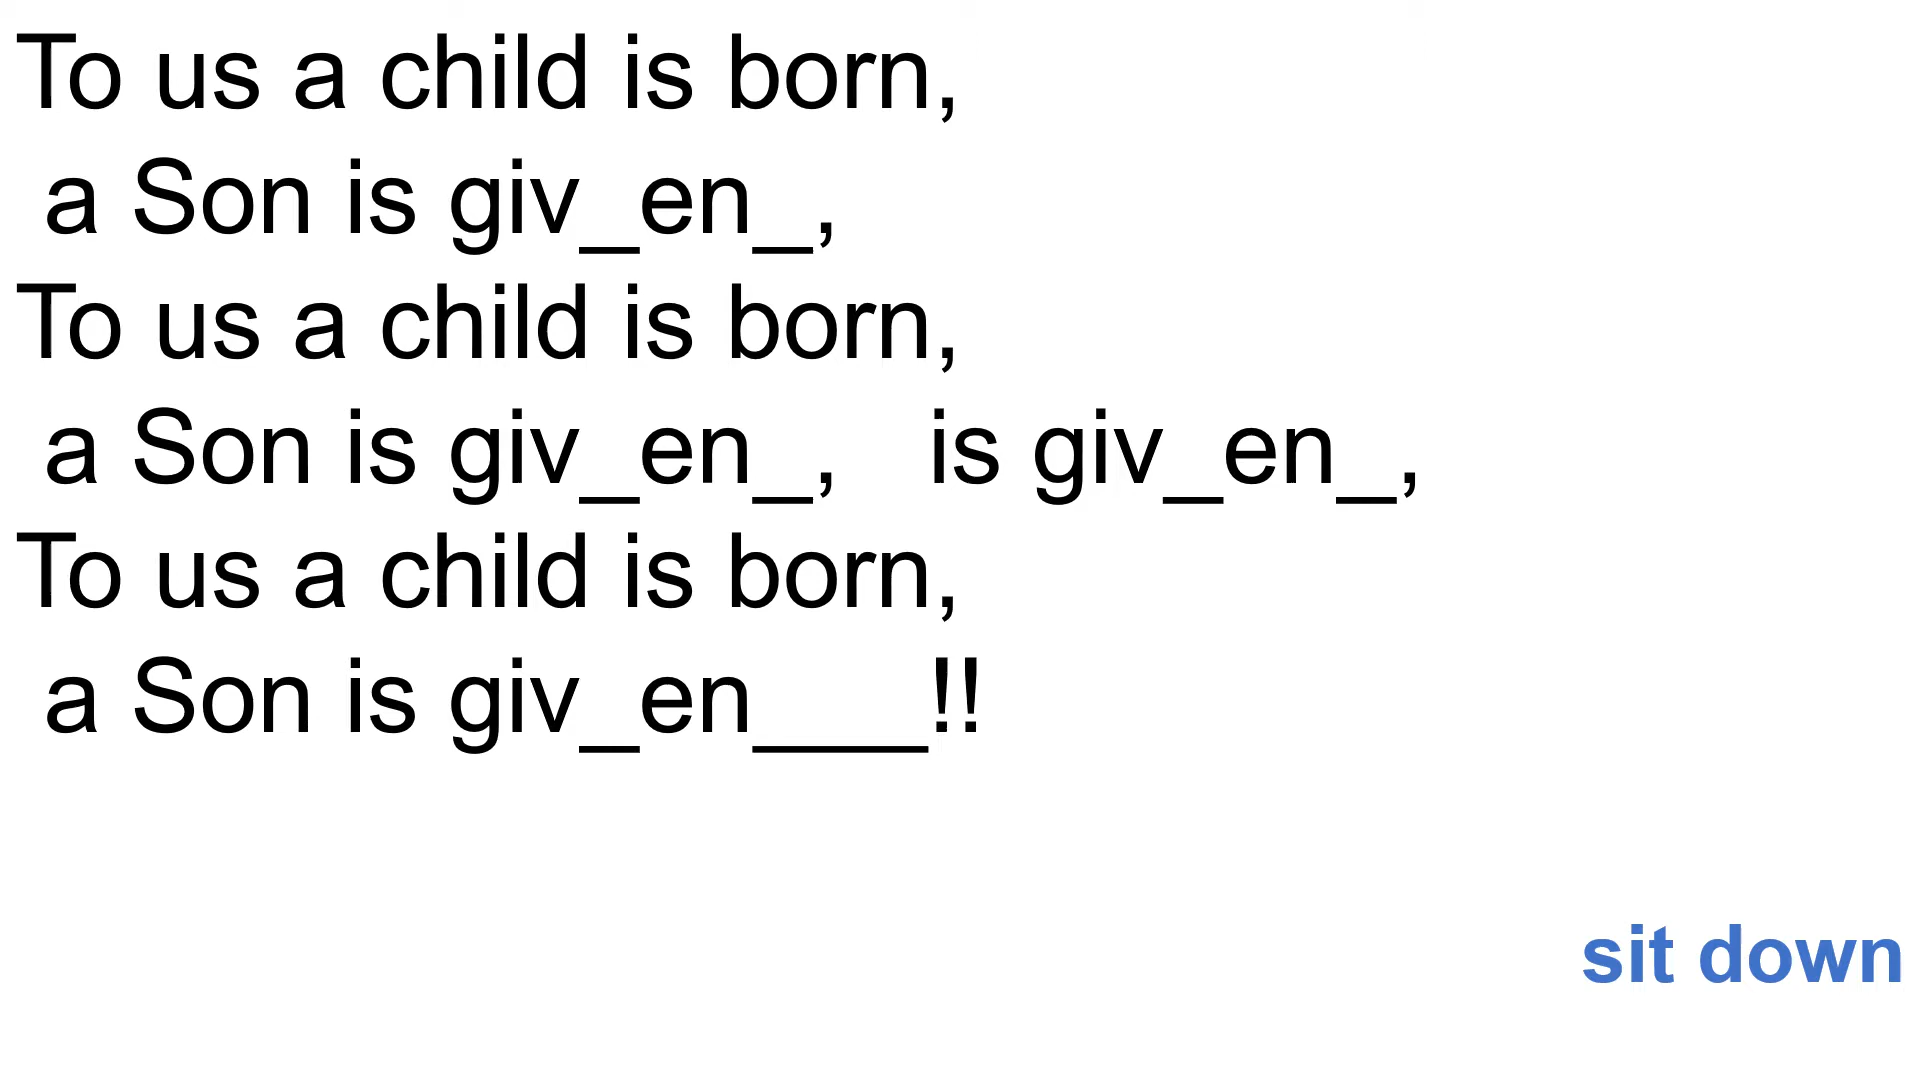 To us a child is born,
a Son is giv_en_,
To us a child is born,
a Son is giv_en_, is giv_en_,
To us a child is born,
a Son is giv_en___!!
sit down